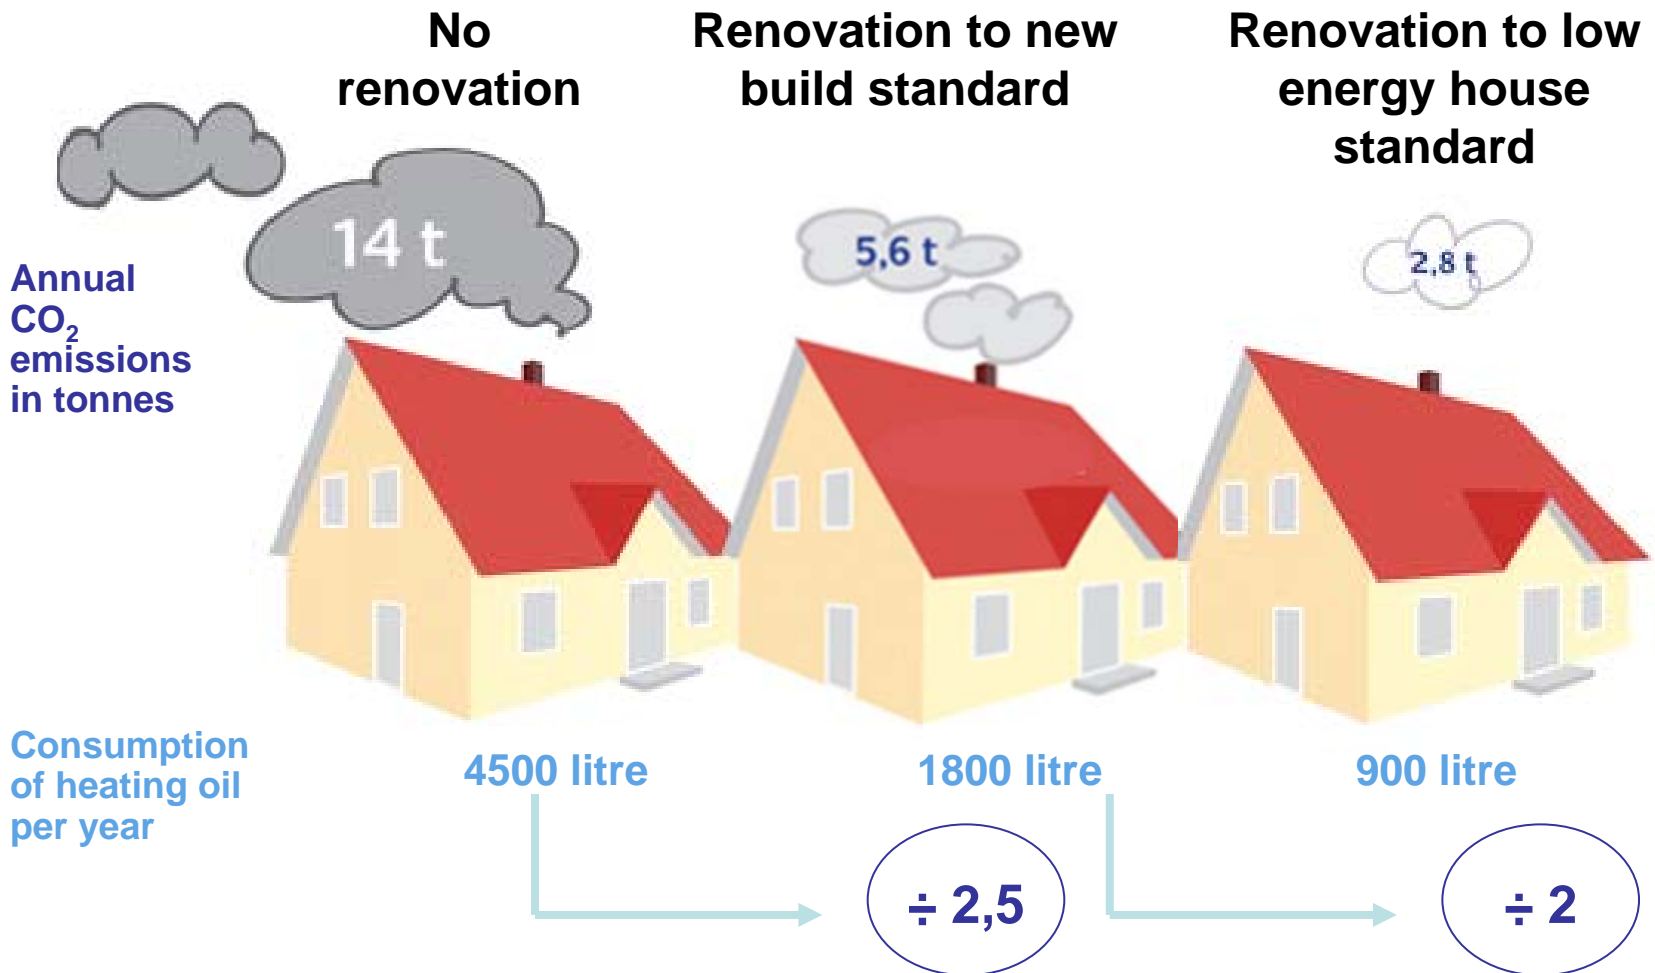 No
renovation
Renovation to new
build standard
Renovation to low
energy house
standard
14 t
5,6 t
2,8 t
Annual
CO₂
emissions
in tonnes
Consumption
of heating oil
per year
4500 litre
1800 litre
900 litre
÷ 2,5
÷ 2